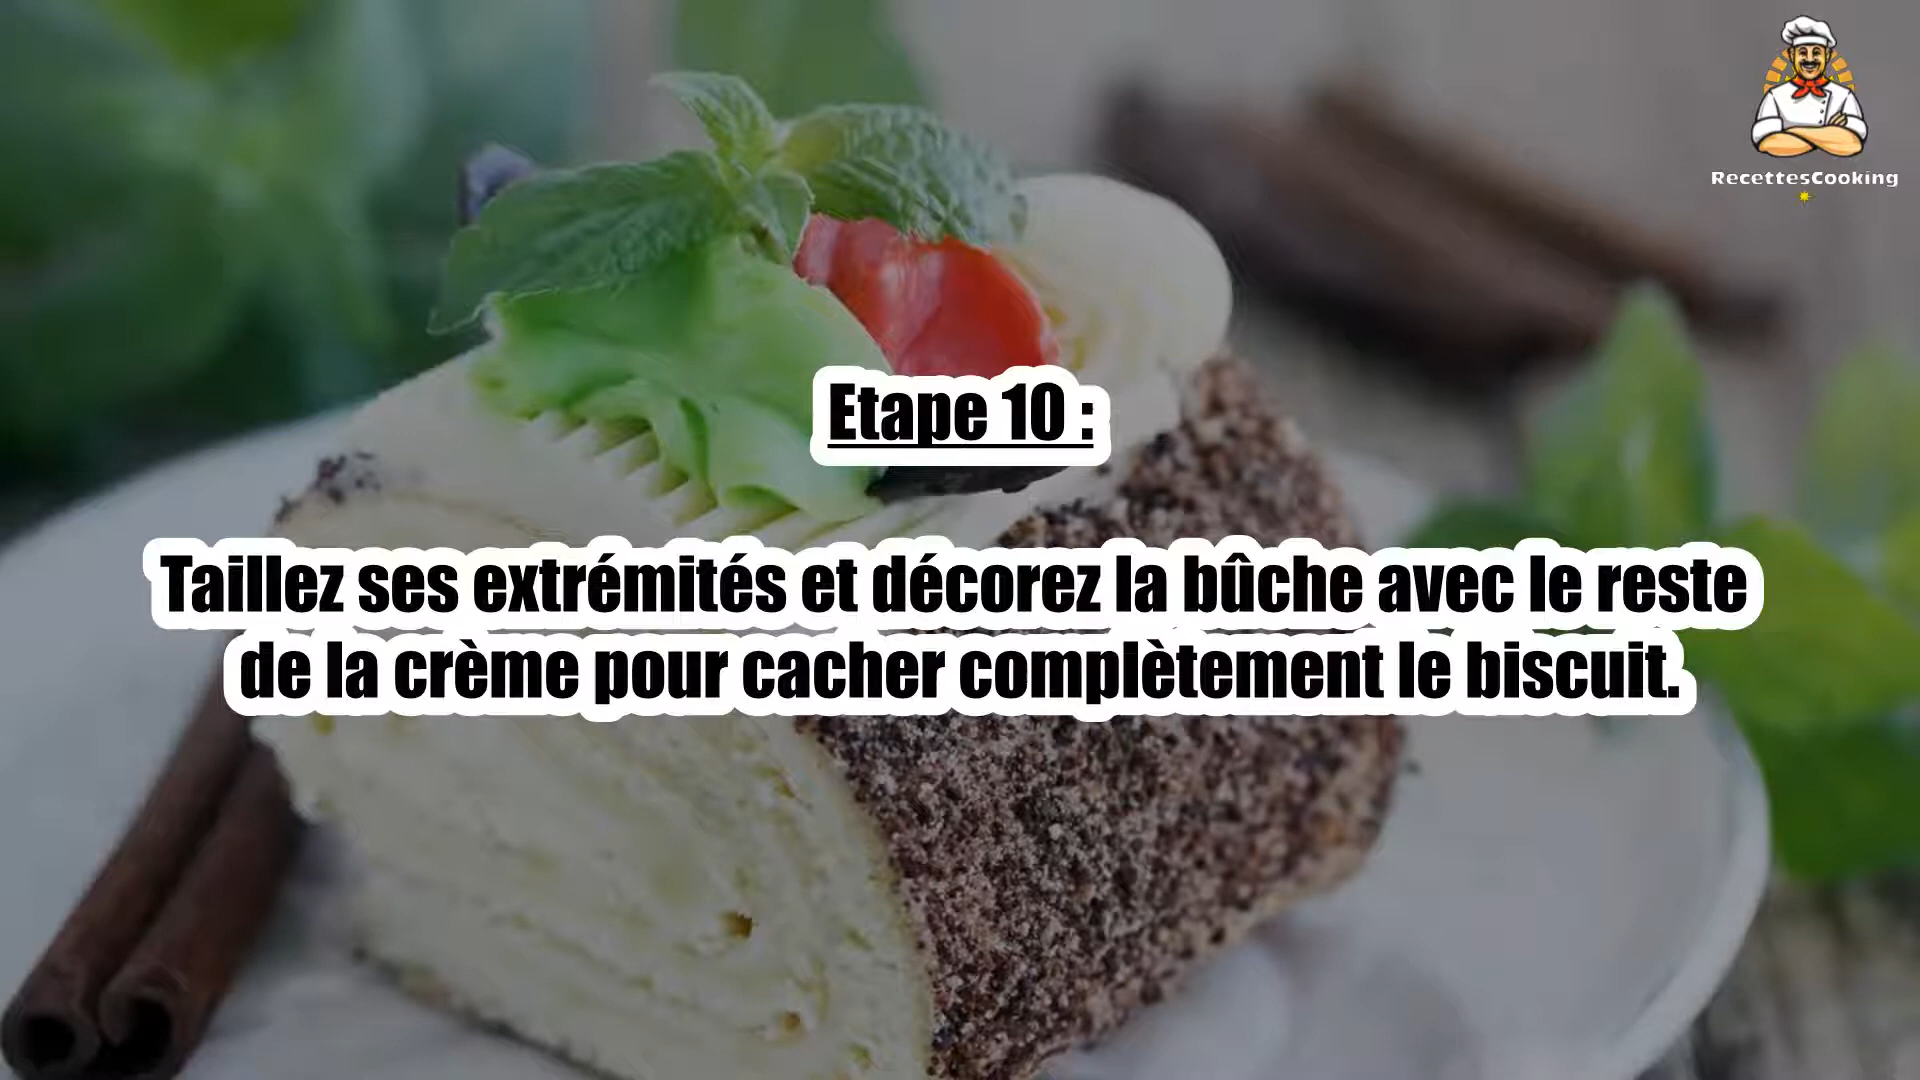 RecettesCooking
Etape 10 :
Taillez ses extrémités et décorez la bûche avec le reste
de la crème pour cacher complètement le biscuit.